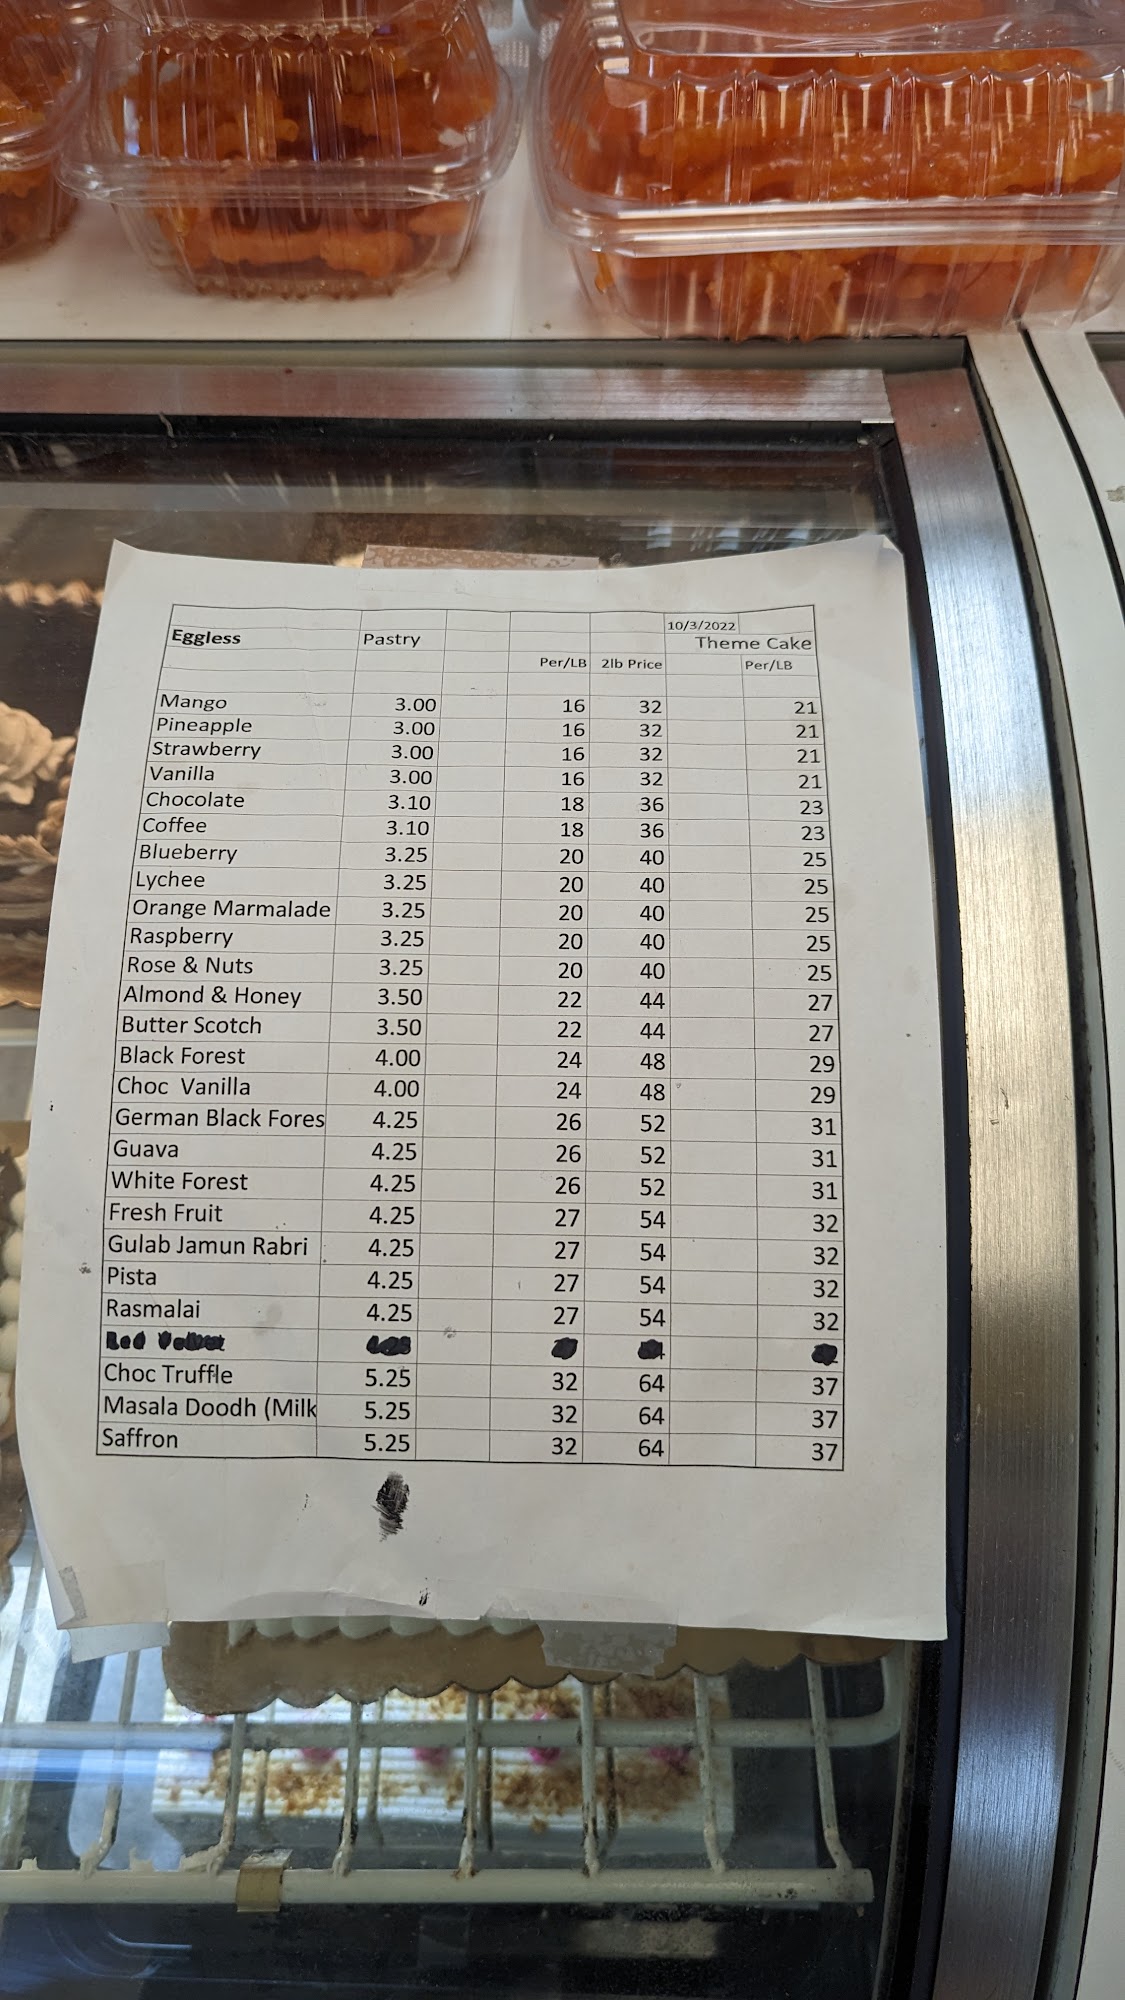 10/3/2022
Eggless Pastry Theme Cake
Per/LB 2lb Price Per/LB
Mango 3.00 16 32 21
Pineapple 3.00 16 32 21
Strawberry 3.00 16 32 21
Vanilla 3.00 16 32 21
Chocolate 3.10 18 36 23
Coffee 3.10 18 36 23
Blueberry 3.25 20 40 25
Lychee 3.25 20 40 25
Orange Marmalade 3.25 20 40 25
Raspberry 3.25 20 40 25
Rose & Nuts 3.25 20 40 25
Almond & Honey 3.50 22 44 27
Butter Scotch 3.50 22 44 27
Black Forest 4.00 24 48 29
Choc Vanilla 4.00 24 48 29
German Black Fores 4.25 26 52 31
Guava 4.25 26 52 31
White Forest 4.25 26 52 31
Fresh Fruit 4.25 27 54 32
Gulab Jamun Rabri 4.25 27 54 32
Pista 4.25 27 54 32
Rasmalai 4.25 27 54 32
Choc Truffle 5.25 32 64 37
Masala Doodh (Milk 5.25 32 64 37
Saffron 5.25 32 64 37